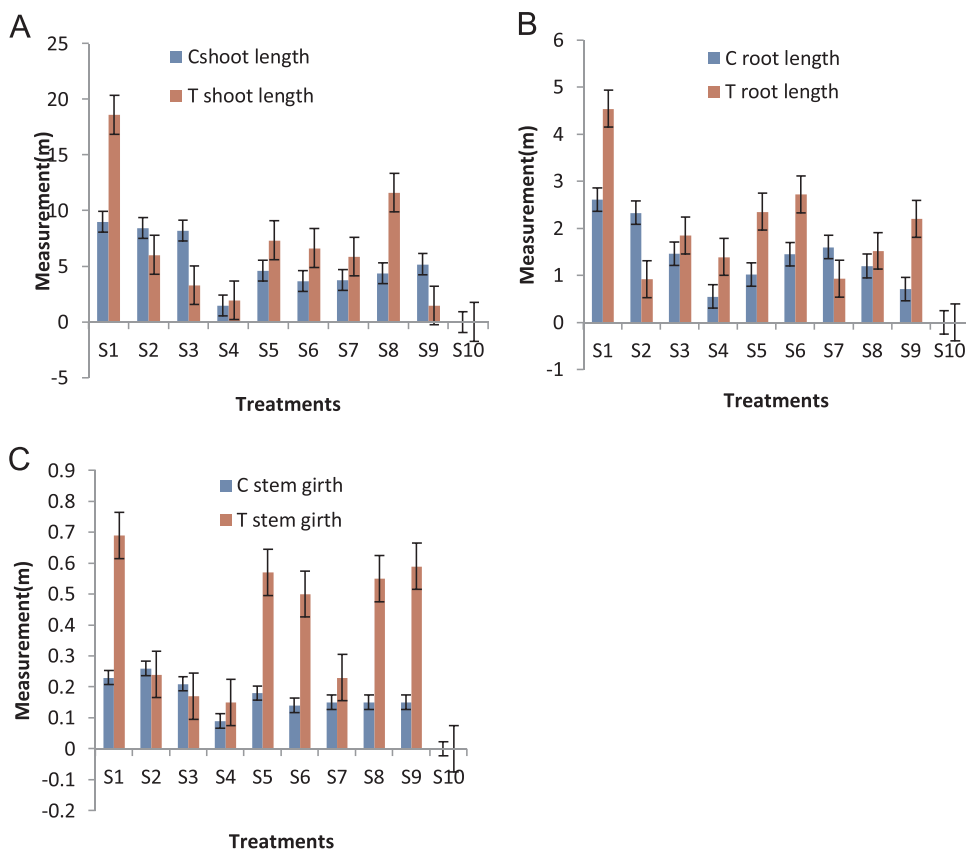 A
25
20
15
10
5
0
-5
Measurement(m)
Cshoot length
T shoot length
S1 S2 S3 S4 S5 S6 S7 S8 S9 S10
Treatments
B
6
5
4
3
2
1
0
-1
Measurement(m)
C root length
T root length
S1 S2 S3 S4 S5 S6 S7 S8 S9 S10
Treatments
C
0.9
0.8
0.7
0.6
0.5
0.4
0.3
0.2
0.1
0
-0.1
-0.2
Measurement(m)
C stem girth
T stem girth
S1 S2 S3 S4 S5 S6 S7 S8 S9 S10
Treatments